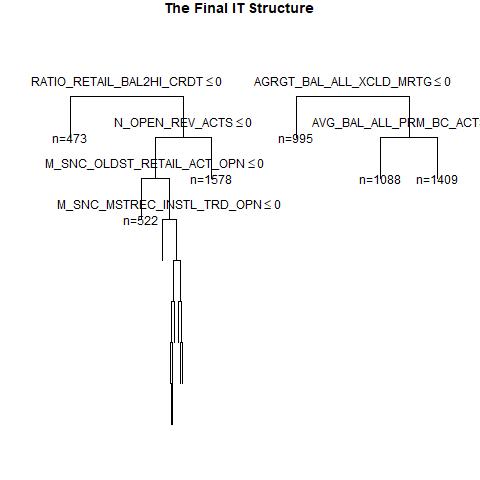 The Final IT Structure
RATIO_RETAIL_BAL2HI_CRDT ≤ 0
AGRGT_BAL_ALL_XCLD_MRTG ≤ 0
n=473
N_OPEN_REV_ACTS ≤ 0
n=995
AVG_BAL_ALL_PRM_BC_ACTS
M_SNC_OLDST_RETAIL_ACT_OPN ≤ 0
n=1578
n=1088
n=1409
M_SNC_MSTREC_INSTL_TRD_OPN ≤ 0
n=522